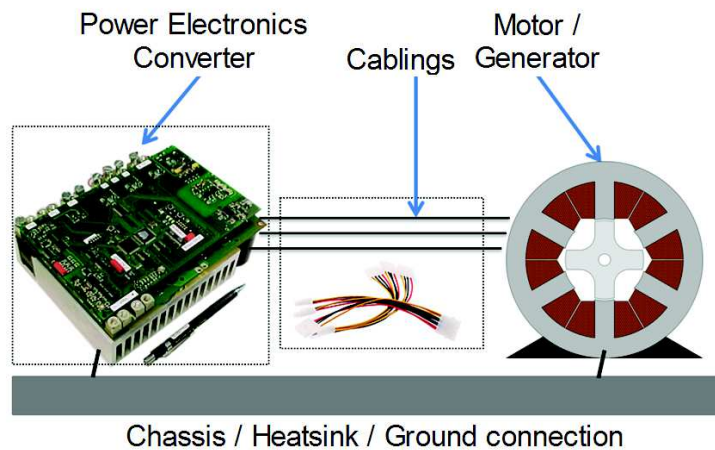 Power Electronics
Converter
Cablings
Motor /
Generator
Chassis / Heatsink / Ground connection